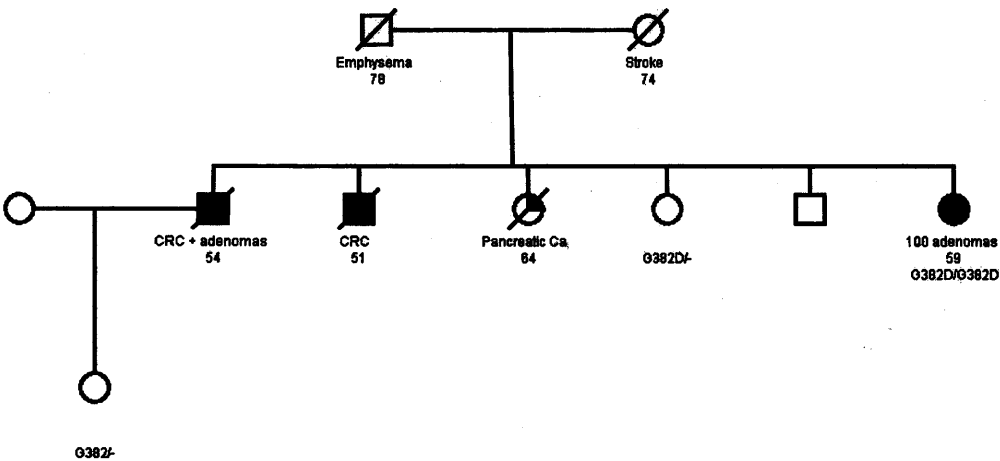 Emphysema
78
Stroke
74
CRC + adenomas
54
CRC
51
Pancreatic Ca
64
G382D/-
100 adenomas
59
G382D/G382D
G382/-